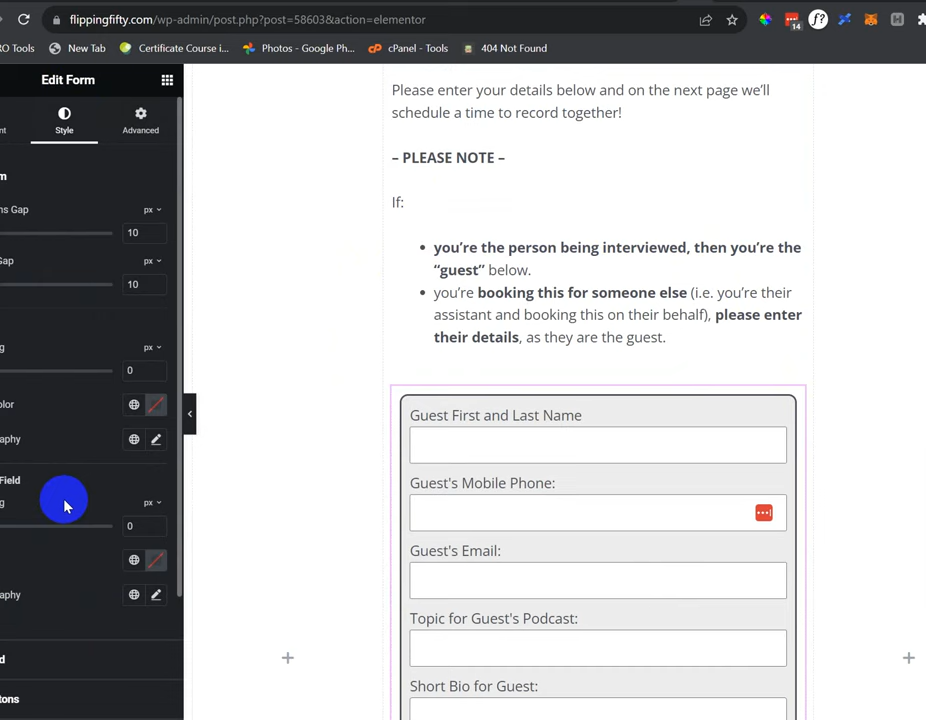 flippingfifty.com/wp-admin/post.php?post=58603&action=elementor
RO Tools
New Tab
Certificate Course i...
Photos - Google Ph...
cPanel - Tools
404 Not Found
14
f?
H
Edit Form
nt
Style
Advanced
m
ns Gap
px
10
Gap
px
10
g
px
0
olor
aphy
Field
g
px
0
aphy
d
tons
Please enter your details below and on the next page we'll
schedule a time to record together!
– PLEASE NOTE –
If:
• you're the person being interviewed, then you're the
“guest” below.
• you're booking this for someone else (i.e. you're their
assistant and booking this on their behalf), please enter
their details, as they are the guest.
Guest First and Last Name
Guest's Mobile Phone:
Guest's Email:
Topic for Guest's Podcast:
Short Bio for Guest: